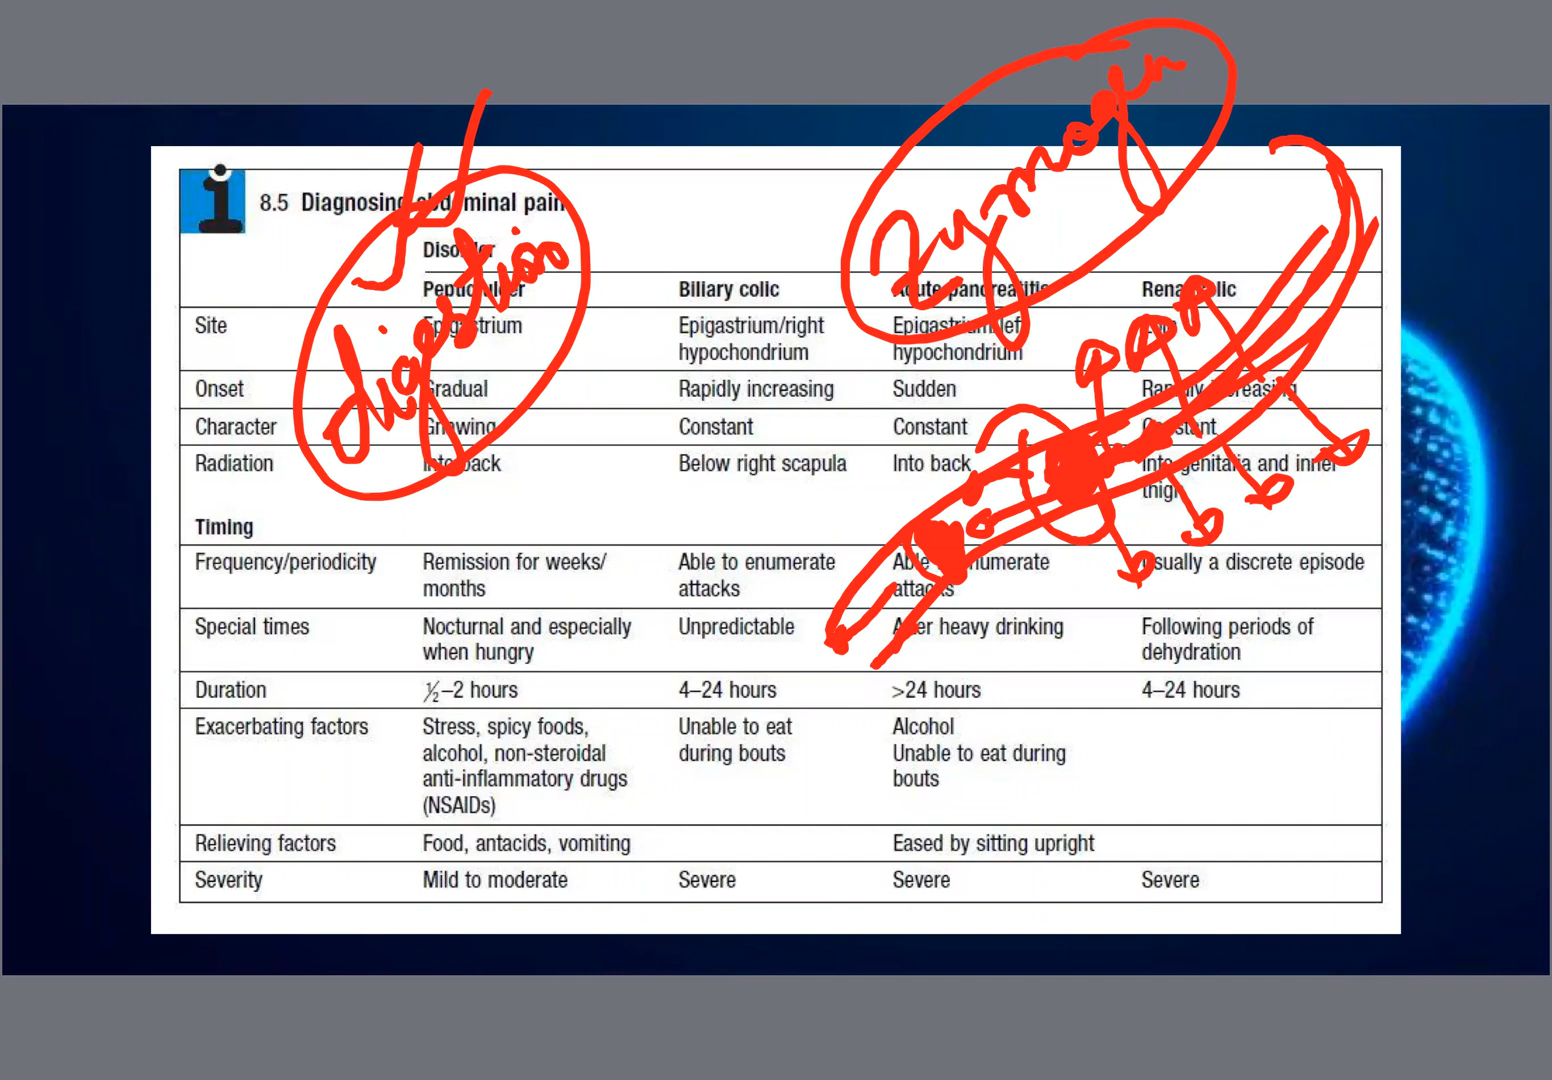 8.5 Diagnosing abdominal pain
Disorder
Peptic ulcer Biliary colic Acute pancreatitis Renal colic
Site Epigastrium Epigastrium/right hypochondrium Epigastrium/left hypochondrium
Onset Gradual Rapidly increasing Sudden Rapidly increasing
Character Gnawing Constant Constant Constant
Radiation Into back Below right scapula Into back Into genitalia and inner thigh
Timing
Frequency/periodicity Remission for weeks/months Able to enumerate attacks Able to enumerate attacks Usually a discrete episode
Special times Nocturnal and especially when hungry Unpredictable After heavy drinking Following periods of dehydration
Duration ½–2 hours 4–24 hours >24 hours 4–24 hours
Exacerbating factors Stress, spicy foods, alcohol, non-steroidal anti-inflammatory drugs (NSAIDs) Unable to eat during bouts Alcohol Unable to eat during bouts
Relieving factors Food, antacids, vomiting Eased by sitting upright
Severity Mild to moderate Severe Severe Severe
digestion
Zymogen